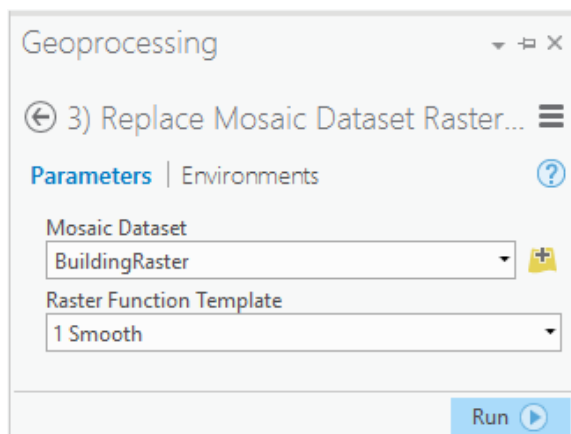 Geoprocessing
3) Replace Mosaic Dataset Raster...
Parameters | Environments
Mosaic Dataset
BuildingRaster
Raster Function Template
1 Smooth
Run